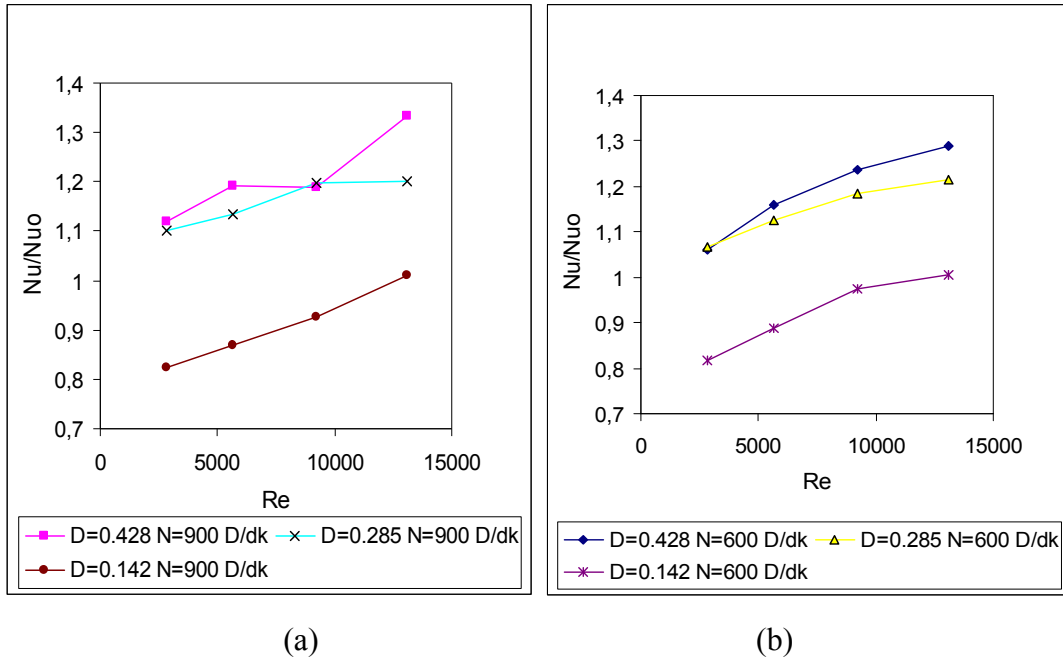 1,4
1,3
1,2
1,1
1
0,9
0,8
0,7
Nu/Nuo
0 5000 10000 15000
Re
D=0.428 N=900 D/dk D=0.285 N=900 D/dk
D=0.142 N=900 D/dk
(a)
1,4
1,3
1,2
1,1
1
0,9
0,8
0,7
Nu/Nuo
0 5000 10000 15000
Re
D=0.428 N=600 D/dk D=0.285 N=600 D/dk
D=0.142 N=600 D/dk
(b)